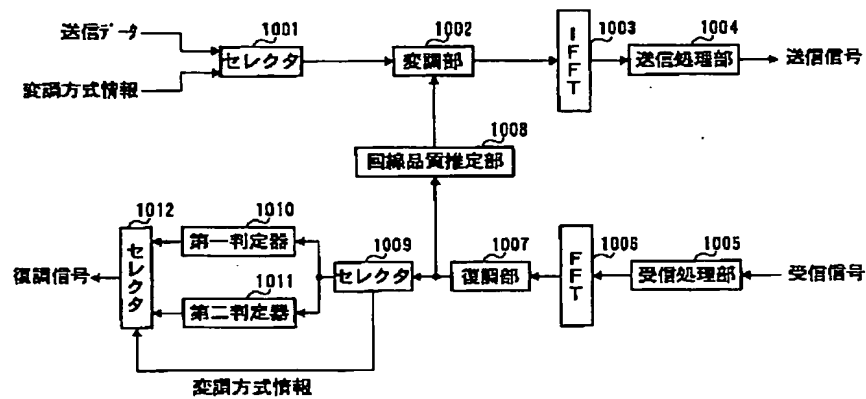 送信データ
変調方式情報
1001
セレクタ
1002
変調部
IFFT
1003
1004
送信処理部
送信信号
1008
回線品質推定部
1012
セレクタ
復調信号
1010
第一判定器
1011
第二判定器
1009
セレクタ
1007
復調部
FFT
1006
1005
受信処理部
受信信号
変調方式情報